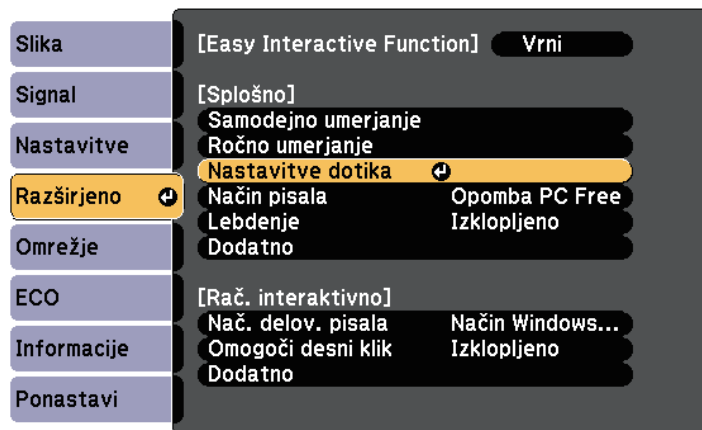 Slika
Signal
Nastavitve
Razširjeno
Omrežje
ECO
Informacije
Ponastavi
[Easy Interactive Function] Vrni
[Splošno]
Samodejno umerjanje
Ročno umerjanje
Nastavitve dotika
Način pisala Opomba PC Free
Lebdenje Izklopljeno
Dodatno
[Rač. interaktivno]
Nač. delov. pisala Način Windows...
Omogoči desni klik Izklopljeno
Dodatno